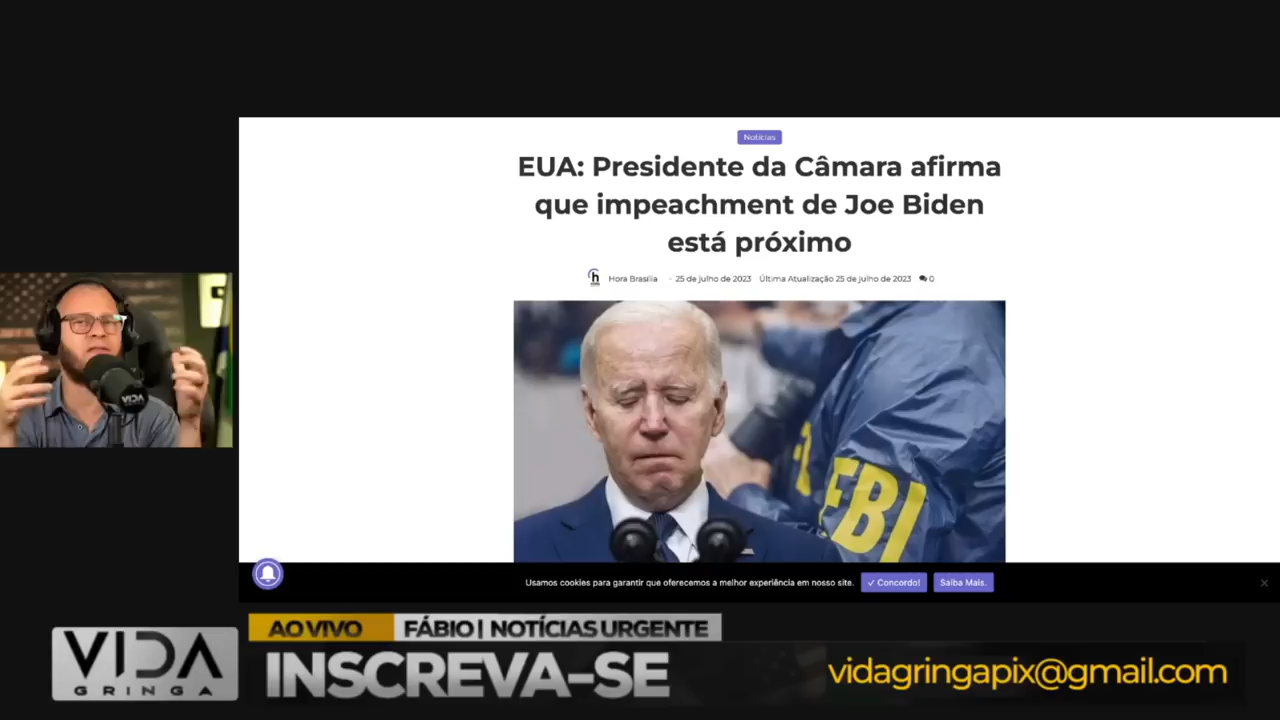 Notícias
EUA: Presidente da Câmara afirma
que impeachment de Joe Biden
está próximo
h Hora Brasília - 25 de julho de 2023 Última Atualização 25 de julho de 2023 0
FBI
VIDA
Usamos cookies para garantir que oferecemos a melhor experiência em nosso site. ✓ Concordo! Saiba Mais.
AO VIVO FÁBIO | NOTÍCIAS URGENTE
VIDA
GRINGA
INSCREVA-SE
vidagringapix@gmail.com